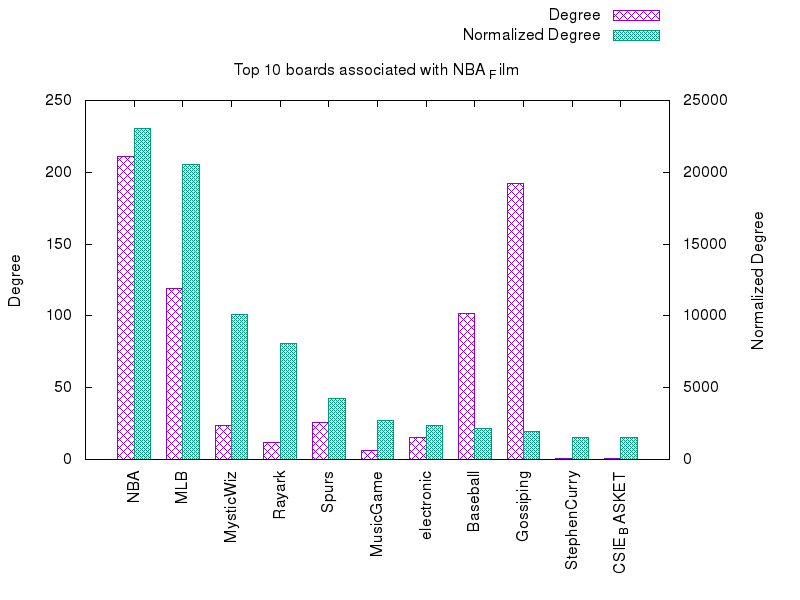 Degree
Normalized Degree
Top 10 boards associated with NBA_Film
250
200
150
100
50
0
25000
20000
15000
10000
5000
0
Degree
Normalized Degree
NBA
MLB
MysticWiz
Rayark
Spurs
MusicGame
electronic
Baseball
Gossiping
StephenCurry
CSIE_BASKET